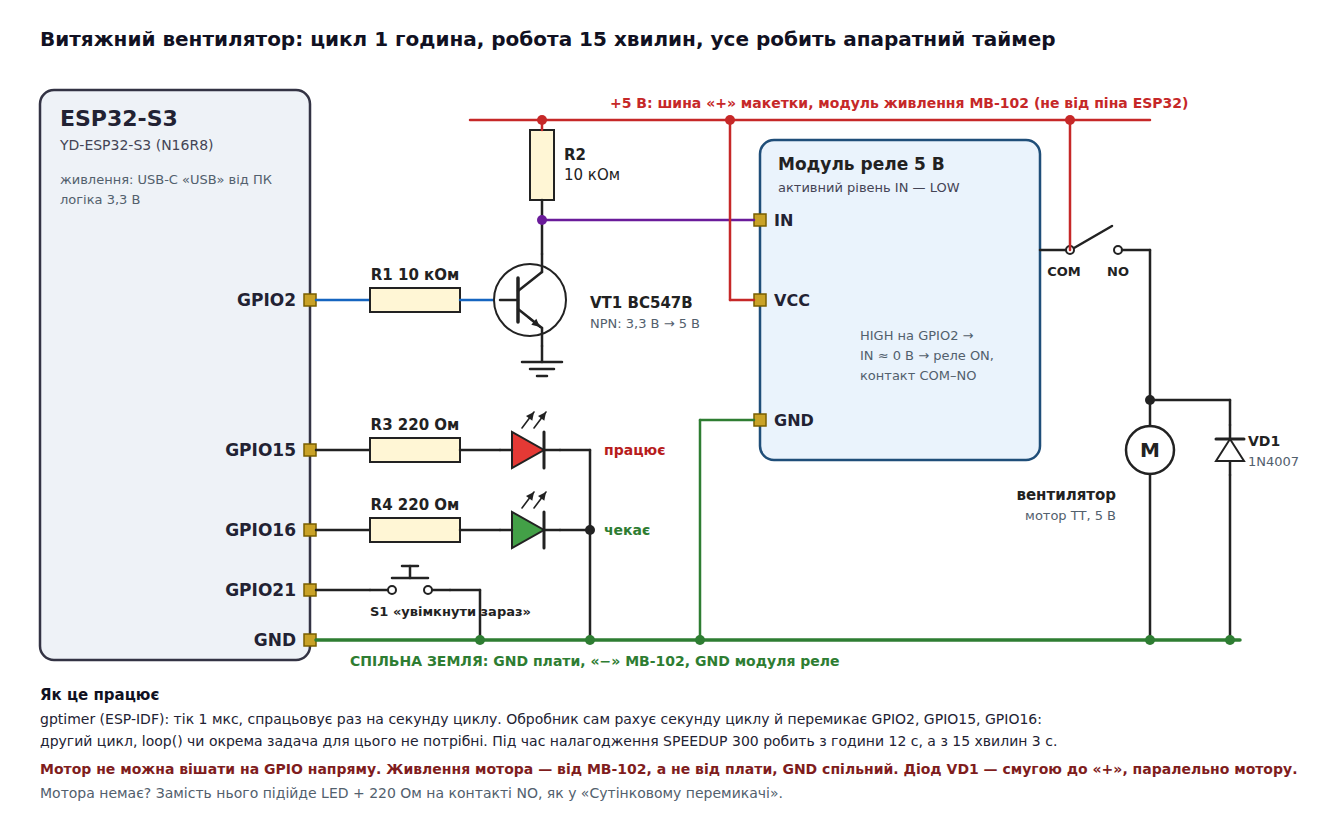 Витяжний вентилятор: цикл 1 година, робота 15 хвилин, усе робить апаратний таймер
ESP32-S3
YD-ESP32-S3 (N16R8)
живлення: USB-C «USB» від ПК
логіка 3,3 В
+5 В: шина «+» макетки, модуль живлення MB-102 (не від піна ESP32)
R2
10 кОм
Модуль реле 5 В
активний рівень IN — LOW
IN
COM
NO
R1 10 кОм
GPIO2
VT1 BC547B
NPN: 3,3 В → 5 В
VCC
HIGH на GPIO2 →
IN ≈ 0 В → реле ON,
контакт COM–NO
GND
R3 220 Ом
GPIO15
працює
M
VD1
1N4007
вентилятор
мотор TT, 5 В
R4 220 Ом
GPIO16
чекає
GPIO21
S1 «увімкнути зараз»
GND
СПІЛЬНА ЗЕМЛЯ: GND плати, «−» MB-102, GND модуля реле
Як це працює
gptimer (ESP-IDF): тік 1 мкс, спрацьовує раз на секунду циклу. Обробник сам рахує секунду циклу й перемикає GPIO2, GPIO15, GPIO16:
другий цикл, loop() чи окрема задача для цього не потрібні. Під час налагодження SPEEDUP 300 робить з години 12 с, а з 15 хвилин 3 с.
Мотор не можна вішати на GPIO напряму. Живлення мотора — від MB-102, а не від плати, GND спільний. Діод VD1 — смугою до «+», паралельно мотору.
Мотора немає? Замість нього підійде LED + 220 Ом на контакті NO, як у «Сутінковому перемикачі».